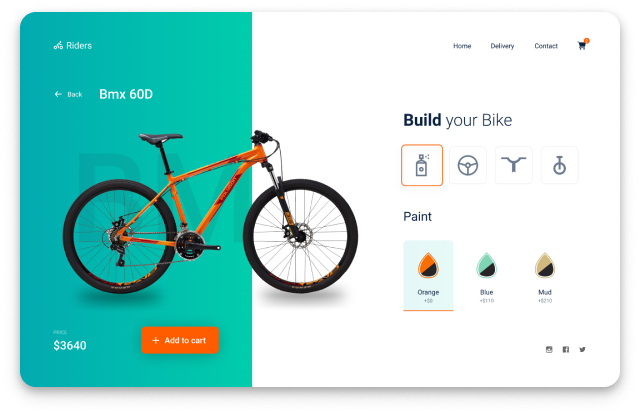 Riders
Home Delivery Contact
Back Bmx 60D
Build your Bike
Paint
Orange Blue Mud
+$0 +$110 +$210
PRICE
$3640
+ Add to cart